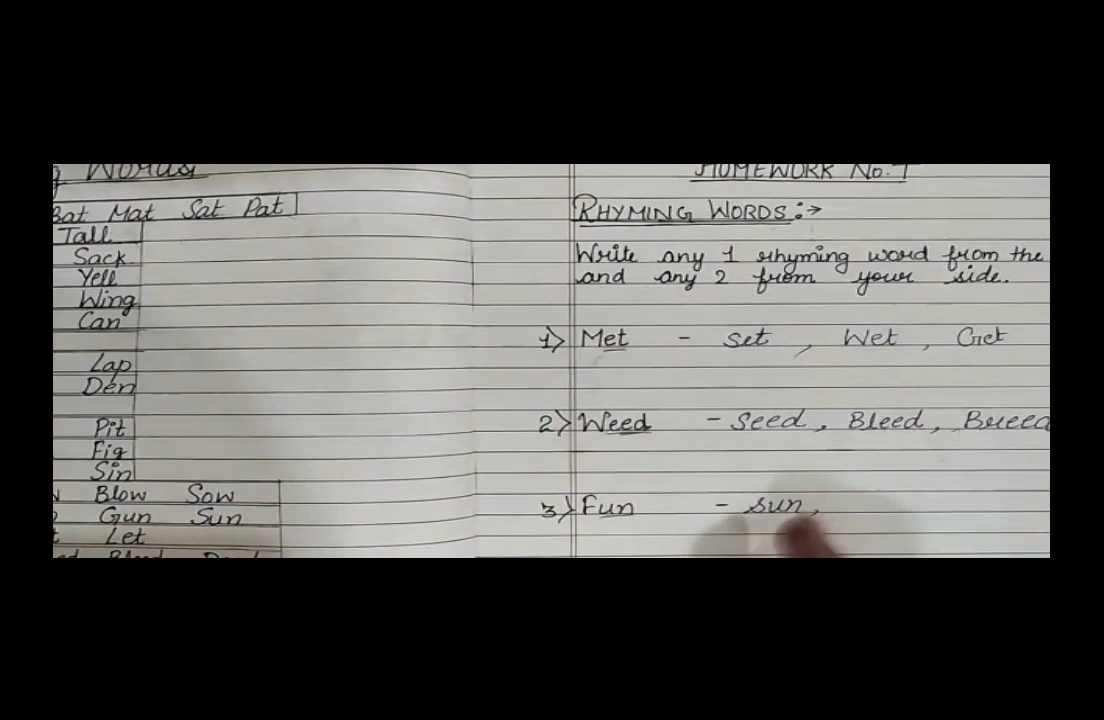 Words
Bat Mat Sat Pat
Tall
Sack
Yell
Wing
Can
Lap
Den
Pit
Fig
Sin
Blow Sow
Gun Sun
Let
HOMEWORK No. 7
RHYMING WORDS :→
Write any 1 rhyming word from the
and any 2 from your side.
1) Met - set , Wet , Get
2) Weed - Seed , Bleed , Breed
3) Fun - sun ,